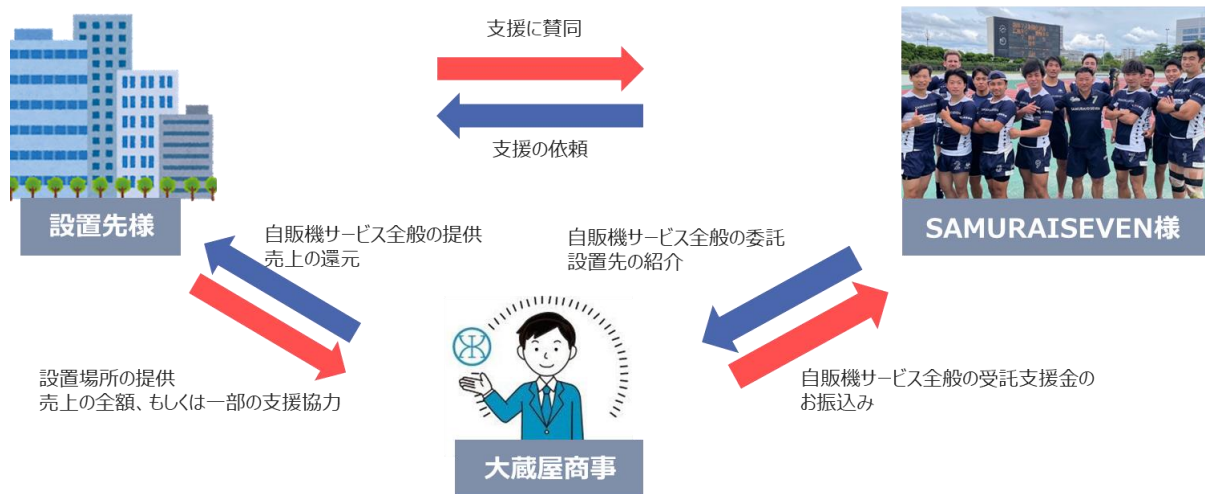 支援に賛同
支援の依頼
設置先様
SAMURAISEVEN様
自販機サービス全般の提供
売上の還元
自販機サービス全般の委託
設置先の紹介
設置場所の提供
売上の全額、もしくは一部の支援協力
自販機サービス全般の受託支援金の
お振込み
大蔵屋商事